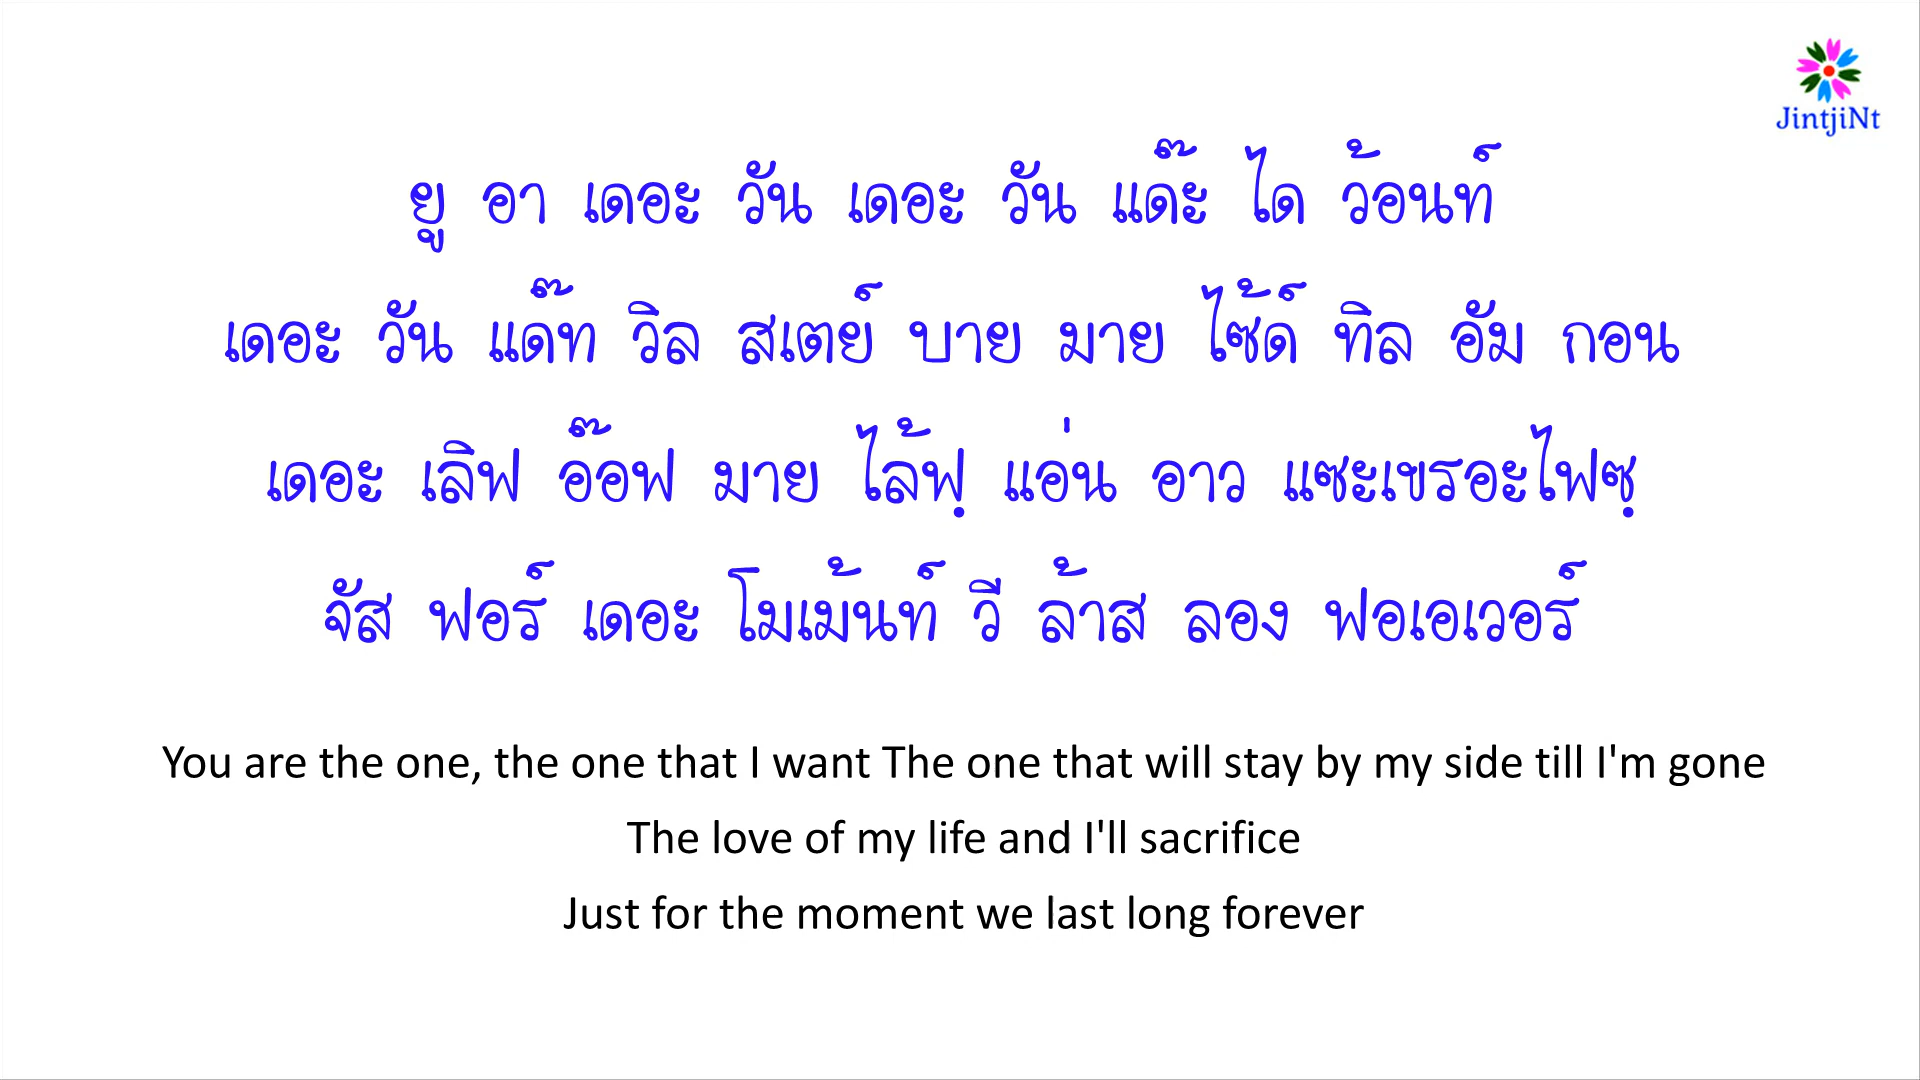 JintjiNt
ยู อา เดอะ วัน เดอะ วัน แด๊ะ ได ว้อนท์
เดอะ วัน แด๊ท วิล สเตย์ บาย มาย ไซ้ด์ ทิล อัม กอน
เดอะ เลิฟ อ๊อฟ มาย ไล้ฟฺ แอ่น อาว แซะเขรอะไฟซฺ
จัส ฟอร์ เดอะ โมเม้นท์ วี ล้าส ลอง ฟอเอเวอร์
You are the one, the one that I want The one that will stay by my side till I'm gone
The love of my life and I'll sacrifice
Just for the moment we last long forever